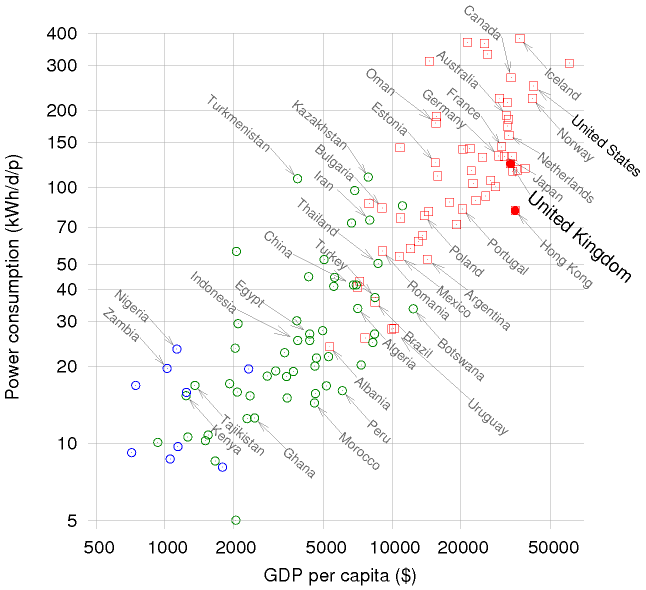 Power consumption (kWh/d/p)
400
300
200
150
100
70
50
40
30
20
10
5
500
1000
2000
5000
10000
20000
50000
GDP per capita ($)
Canada
Iceland
Australia
Oman
United States
France
Germany
Norway
Estonia
Kazakhstan
Turkmenistan
Bulgaria
Netherlands
Japan
Iran
United Kingdom
Thailand
Hong Kong
Portugal
Poland
China
Turkey
Argentina
Mexico
Romania
Indonesia
Egypt
Nigeria
Zambia
Botswana
Brazil
Algeria
Uruguay
Albania
Peru
Morocco
Ghana
Tajikistan
Kenya